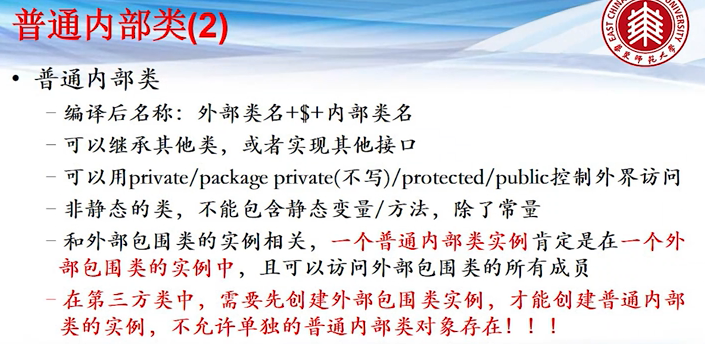 普通内部类(2)
EAST CHINA NORMAL UNIVERSITY
华东师范大学
• 普通内部类
– 编译后名称：外部类名+$+内部类名
– 可以继承其他类，或者实现其他接口
– 可以用private/package private(不写)/protected/public控制外界访问
– 非静态的类，不能包含静态变量/方法，除了常量
– 和外部包围类的实例相关，一个普通内部类实例肯定是在一个外
部包围类的实例中，且可以访问外部包围类的所有成员
– 在第三方类中，需要先创建外部包围类实例，才能创建普通内部
类的实例，不允许单独的普通内部类对象存在！！！